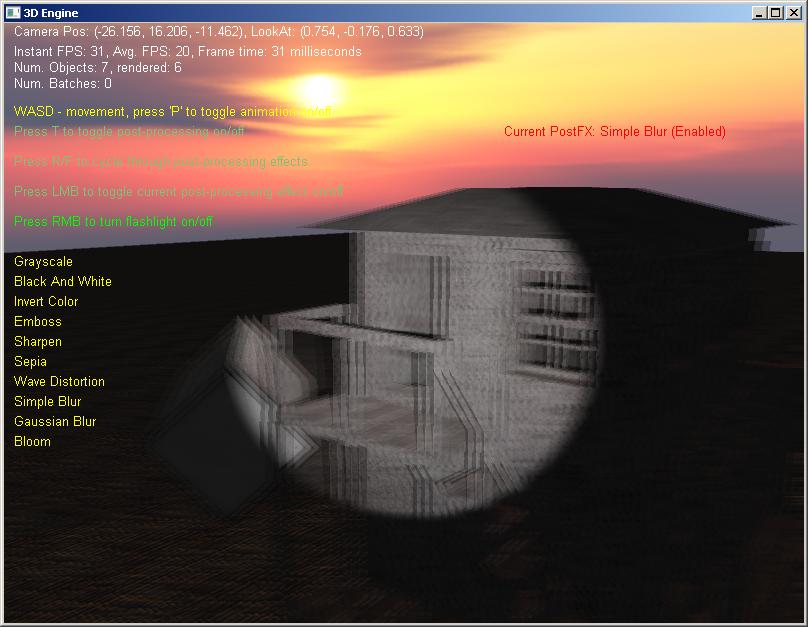 3D Engine
Camera Pos: (-26.156, 16.206, -11.462), LookAt: (0.754, -0.176, 0.633)
Instant FPS: 31, Avg. FPS: 20, Frame time: 31 milliseconds
Num. Objects: 7, rendered: 6
Num. Batches: 0
WASD - movement, press 'P' to toggle animation on/off
Press T to toggle post-processing on/off
Current PostFX: Simple Blur (Enabled)
Press R/F to cycle through post-processing effects
Press LMB to toggle current post-processing effect on/off
Press RMB to turn flashlight on/off
Grayscale
Black And White
Invert Color
Emboss
Sharpen
Sepia
Wave Distortion
Simple Blur
Gaussian Blur
Bloom